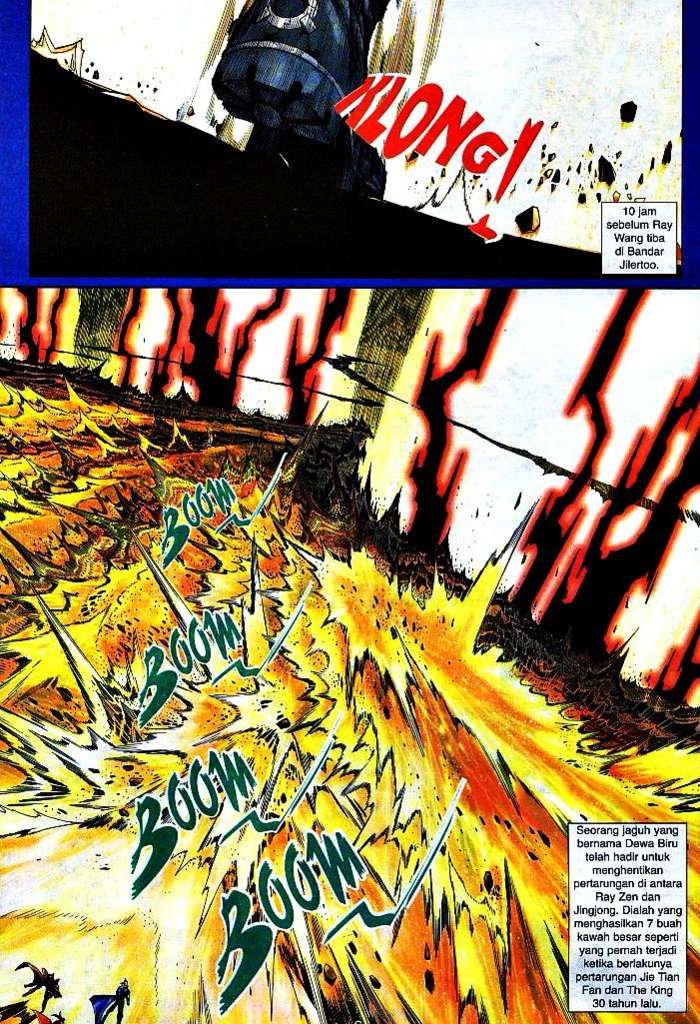 KLONG!
10 jam
sebelum Ray
Wang tiba
di Bandar
Jilertoo.
BOOM
BOOM
BOOM
BOOM
Seorang jaguh yang
bernama Dewa Biru
telah hadir untuk
menghentikan
pertarungan di antara
Ray Zen dan
Jingjong. Dialah yang
menghasilkan 7 buah
kawah besar seperti
yang pernah terjadi
ketika berlakunya
pertarungan Jie Tian
Fan dan The King
30 tahun lalu.